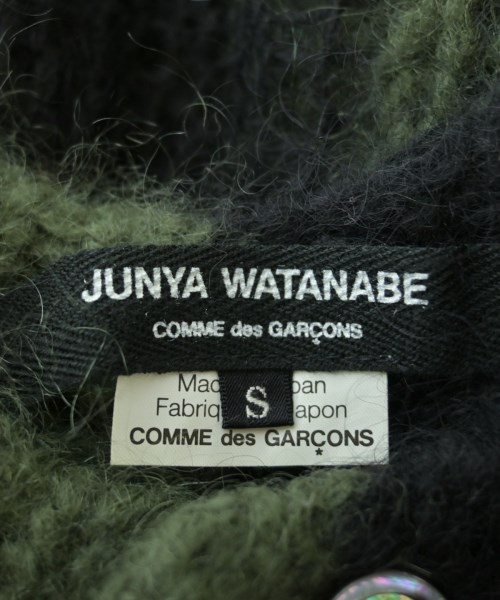 JUNYA WATANABE
COMME des GARÇONS
S
COMME des GARÇONS
*